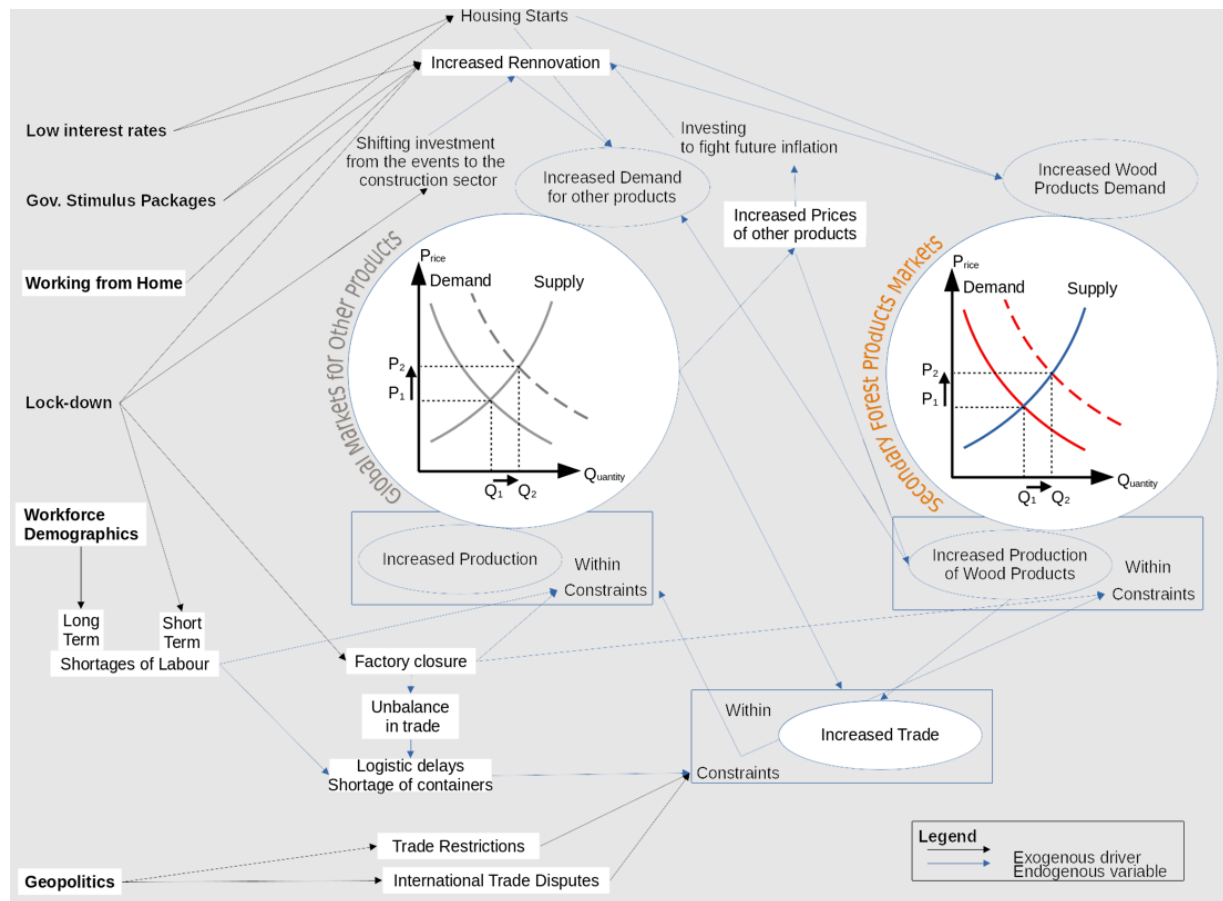 Housing Starts
Increased Rennovation
Low interest rates
Shifting investment
from the events to the
construction sector
Investing
to fight future inflation
Increased Demand
for other products
Increased Wood
Products Demand
Gov. Stimulus Packages
Increased Prices
of other products
Working from Home
Global Markets for Other Products
Price
Demand
Supply
P2
P1
Q1
Q2
Quantity
Secondary Forest Products Markets
Price
Demand
Supply
P2
P1
Q1
Q2
Quantity
Lock-down
Workforce
Demographics
Increased Production
Within
Constraints
Increased Production
of Wood Products
Within
Constraints
Long
Term
Short
Term
Shortages of Labour
Factory closure
Unbalance
in trade
Within
Increased Trade
Constraints
Logistic delays
Shortage of containers
Trade Restrictions
Geopolitics
International Trade Disputes
Legend
Exogenous driver
Endogenous variable